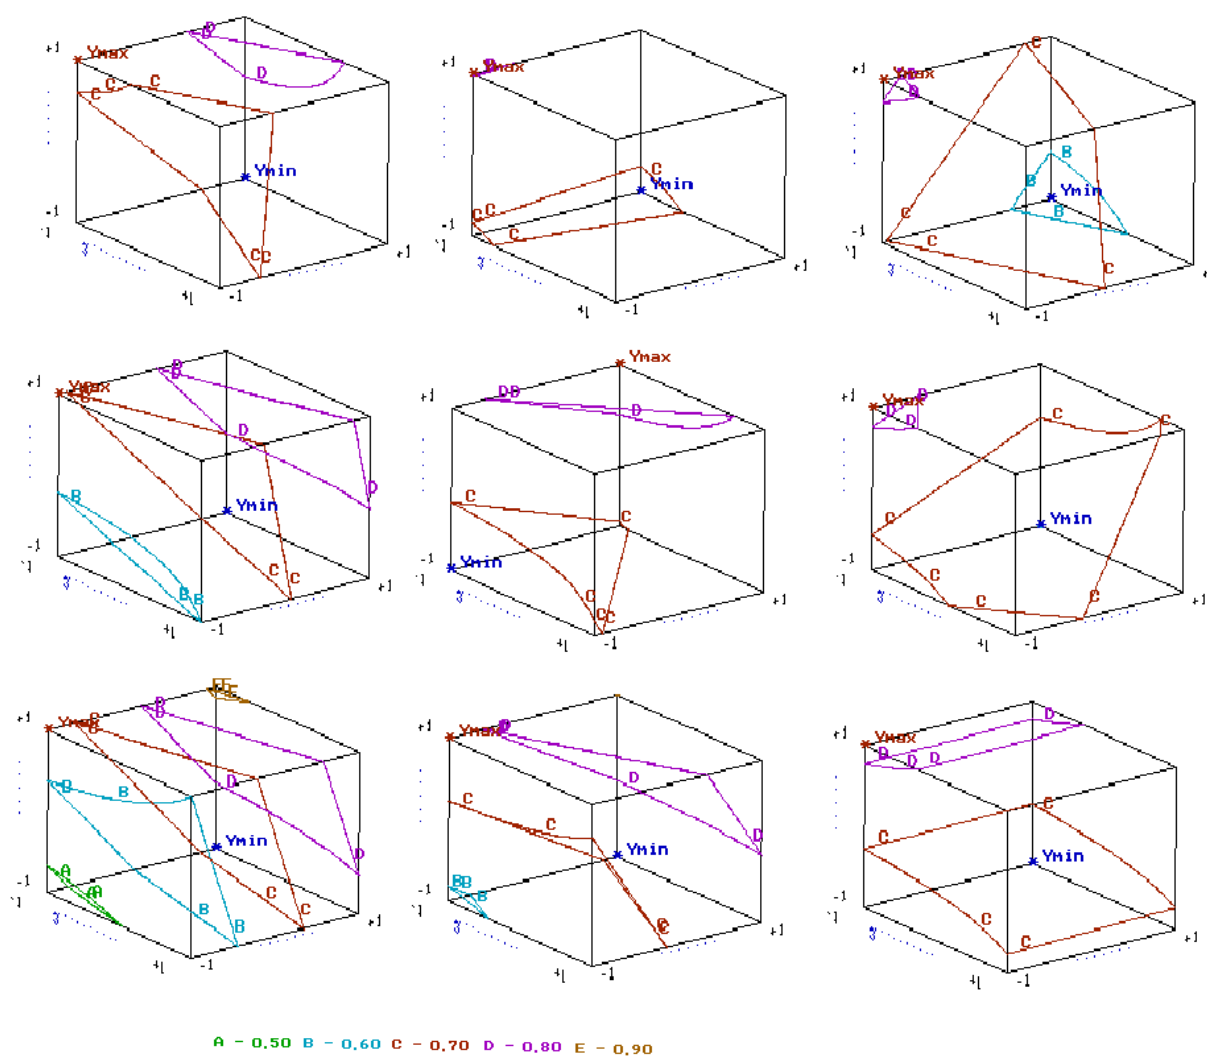 +1 Ymax C C C D D D Ymin -1 C C +1 -1
+1 D Ymax C C C C Ymin -1 +1 -1
+1 Ymax D D C C B B B Ymin -1 C C -1
+1 Ymax D D D D C C B B B Ymin -1 +1 -1
+1 Ymax D D D C C C C Ymin -1 +1 -1
+1 Ymax D D D C C C C C C Ymin -1 +1 -1
+1 Ymax E E E D D D D C C C C B B B B A A A Ymin -1 +1 -1
+1 Ymax D D D C C C C B B B Ymin -1 +1 -1
+1 Ymax D D D D C C C C Ymin -1 +1 -1
A - 0,50 B - 0,60 C - 0,70 D - 0,80 E - 0,90